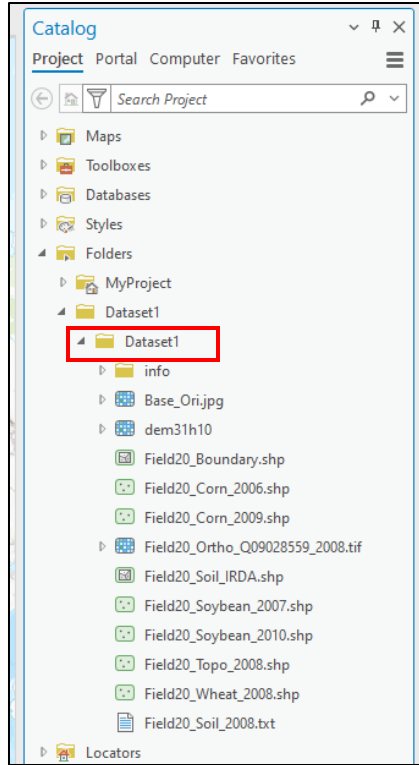 Catalog
Project Portal Computer Favorites
Search Project
Maps
Toolboxes
Databases
Styles
Folders
MyProject
Dataset1
Dataset1
info
Base_Ori.jpg
dem31h10
Field20_Boundary.shp
Field20_Corn_2006.shp
Field20_Corn_2009.shp
Field20_Ortho_Q09028559_2008.tif
Field20_Soil_IRDA.shp
Field20_Soybean_2007.shp
Field20_Soybean_2010.shp
Field20_Topo_2008.shp
Field20_Wheat_2008.shp
Field20_Soil_2008.txt
Locators